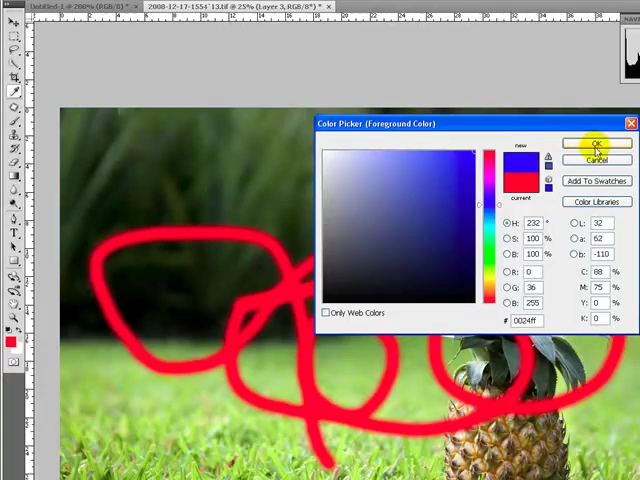 Untitled-1 @ 200% (RGB/8) * × 2008-12-17-1554`13.tif @ 25% (Layer 3, RGB/8) * ×
NAVI
Color Picker (Foreground Color)
new
current
OK
Cancel
Add To Swatches
Color Libraries
H: 232 ° L: 32
S: 100 % a: 62
B: 100 % b: -110
R: 0 C: 88 %
G: 36 M: 75 %
B: 255 Y: 0 %
# 0024ff K: 0 %
Only Web Colors